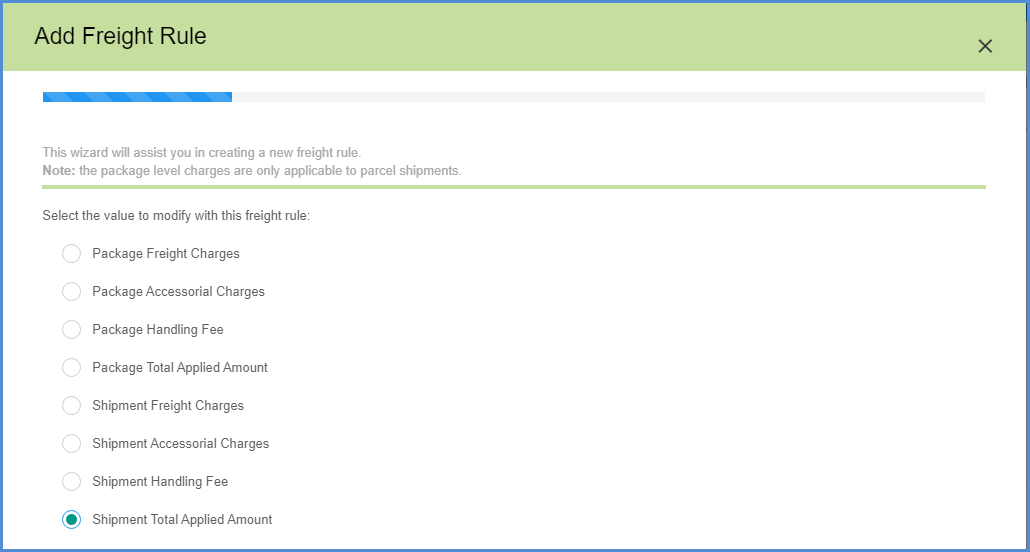 Add Freight Rule
This wizard will assist you in creating a new freight rule.
Note: the package level charges are only applicable to parcel shipments.
Select the value to modify with this freight rule:
Package Freight Charges
Package Accessorial Charges
Package Handling Fee
Package Total Applied Amount
Shipment Freight Charges
Shipment Accessorial Charges
Shipment Handling Fee
Shipment Total Applied Amount